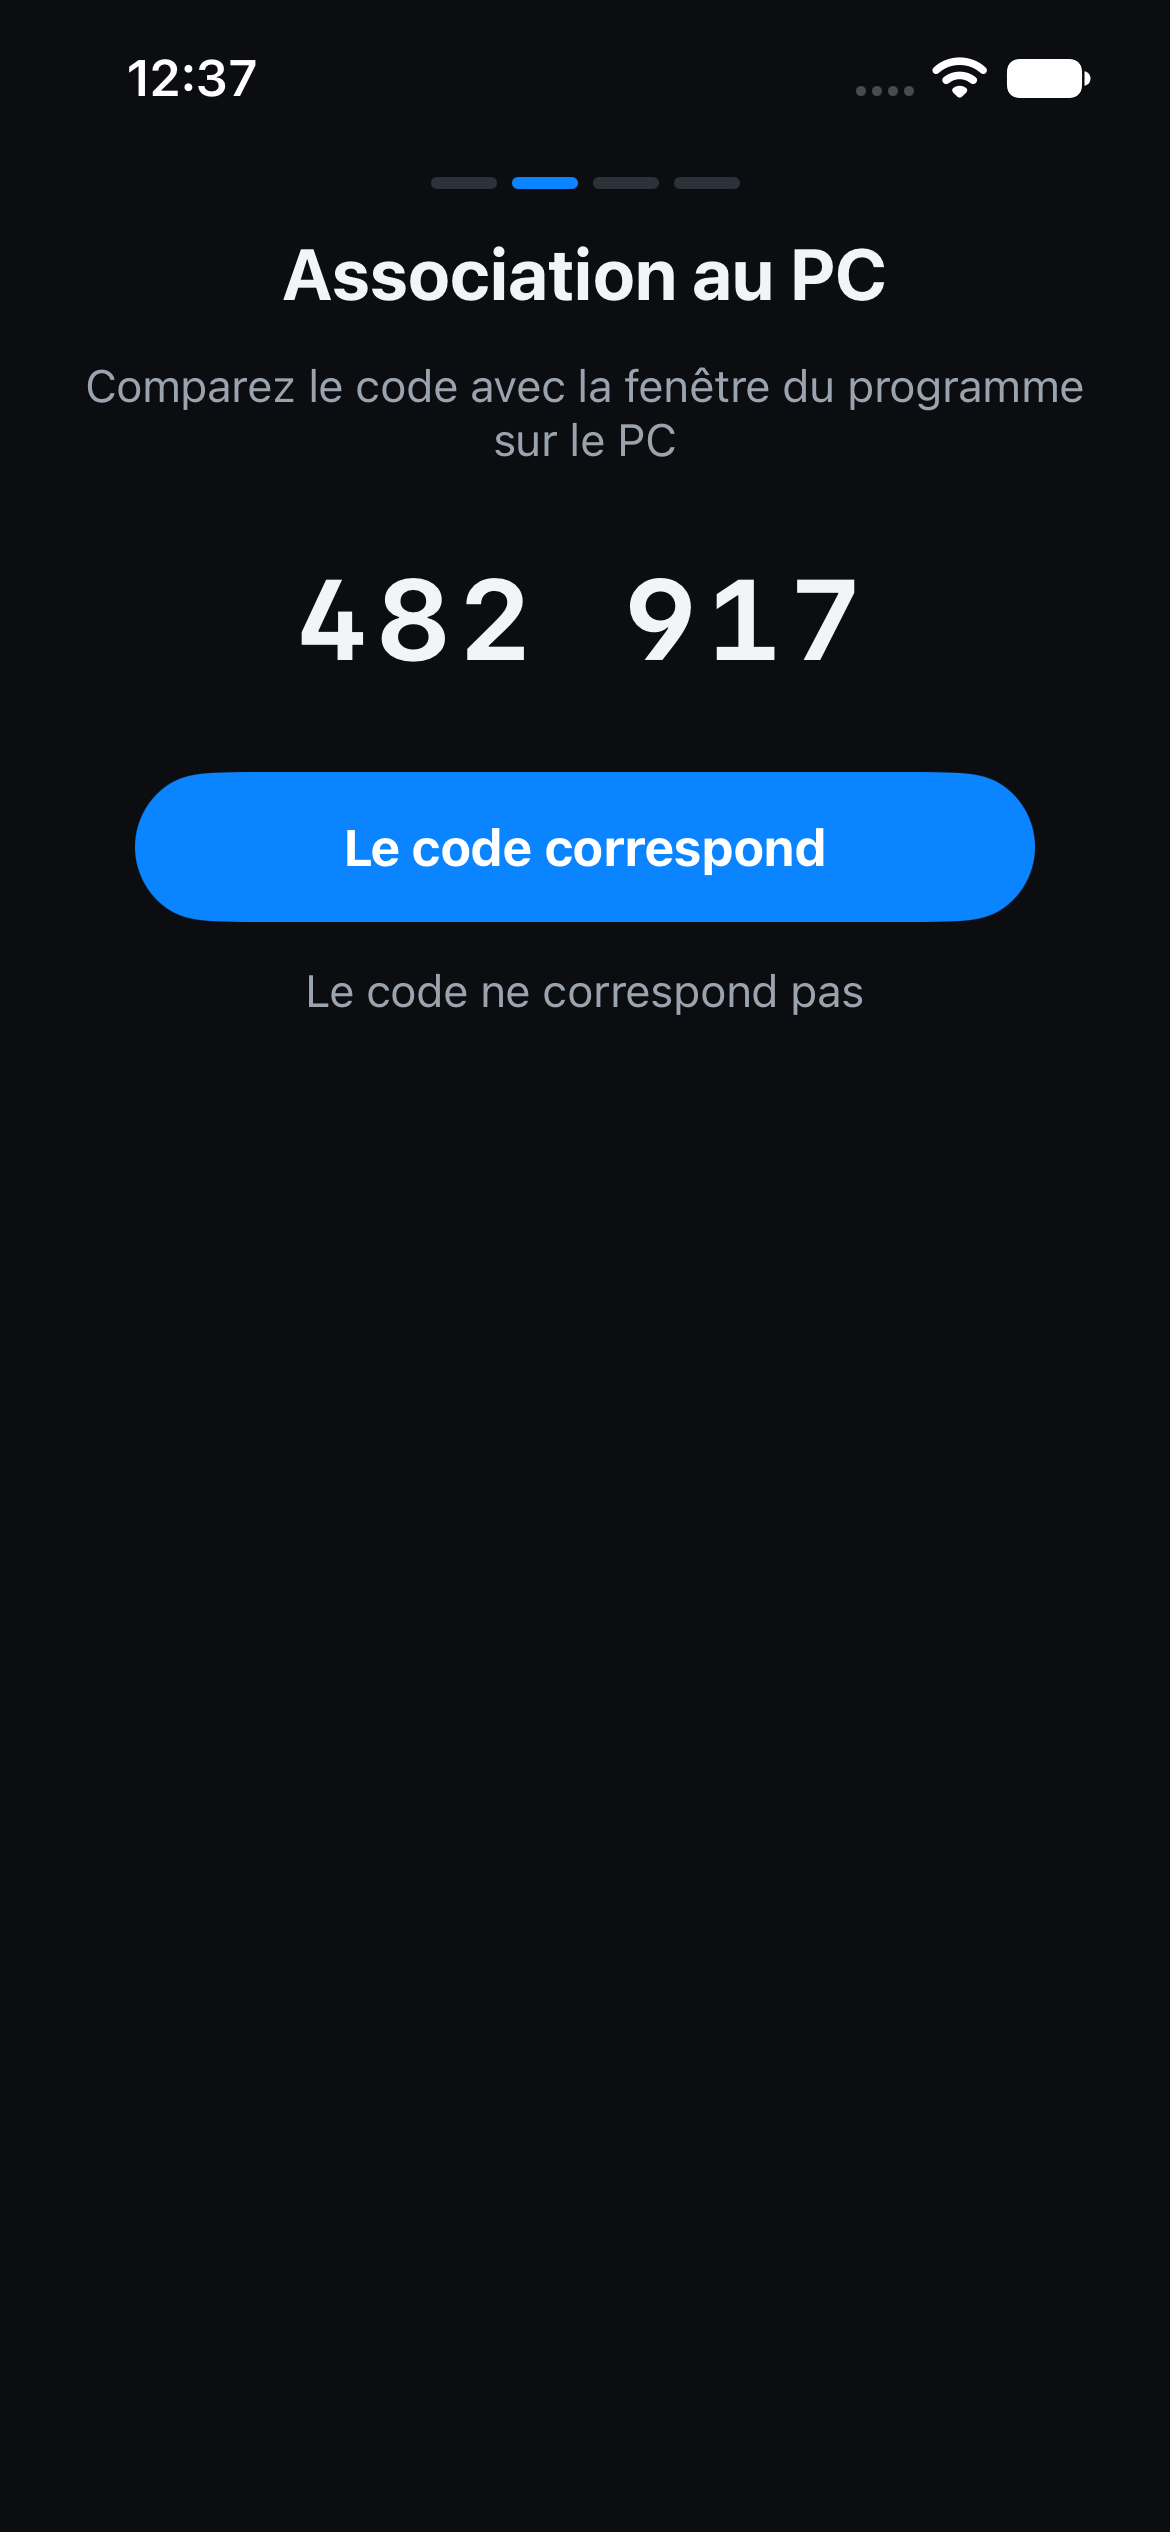 12:37
Association au PC
Comparez le code avec la fenêtre du programme
sur le PC
482 917
Le code correspond
Le code ne correspond pas